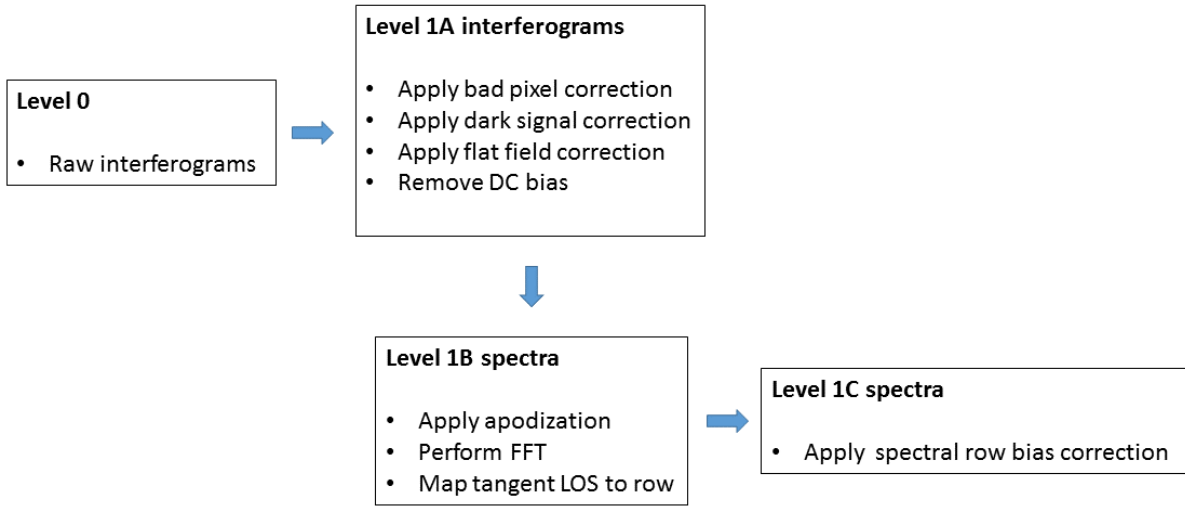 Level 0
• Raw interferograms
Level 1A interferograms
• Apply bad pixel correction
• Apply dark signal correction
• Apply flat field correction
• Remove DC bias
Level 1B spectra
• Apply apodization
• Perform FFT
• Map tangent LOS to row
Level 1C spectra
• Apply spectral row bias correction